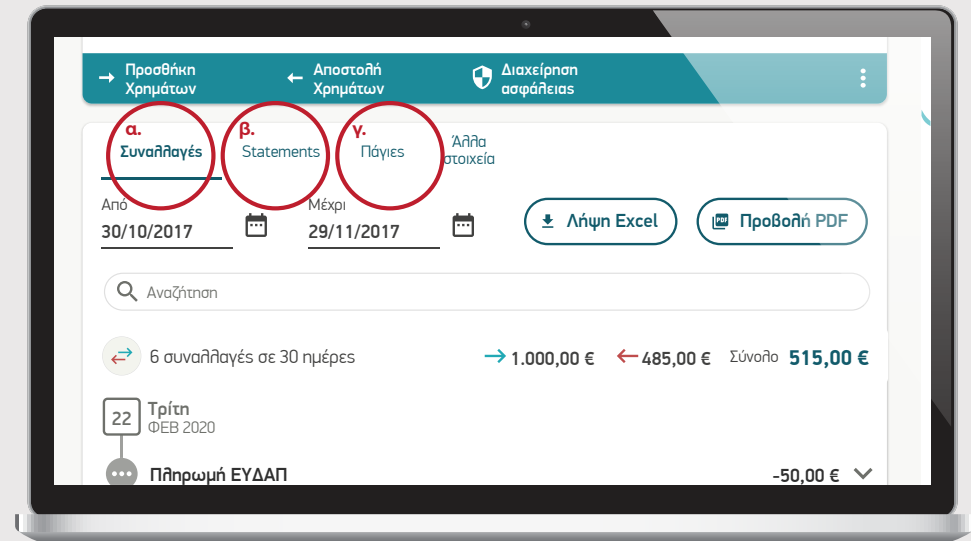 Προσθήκη
Χρημάτων
Αποστολή
Χρημάτων
Διαχείρηση
ασφάλειας
α.
Συναλλαγές
β.
Statements
γ.
Πάγιες
Άλλα
στοιχεία
Από
30/10/2017
Μέχρι
29/11/2017
Λήψη Excel
PDF
Προβολή PDF
Αναζήτηση
6 συναλλαγές σε 30 ημέρες
1.000,00 €
485,00 €
Σύνολο 515,00 €
22
Τρίτη
ΦΕΒ 2020
Πληρωμή ΕΥΔΑΠ
-50,00 €